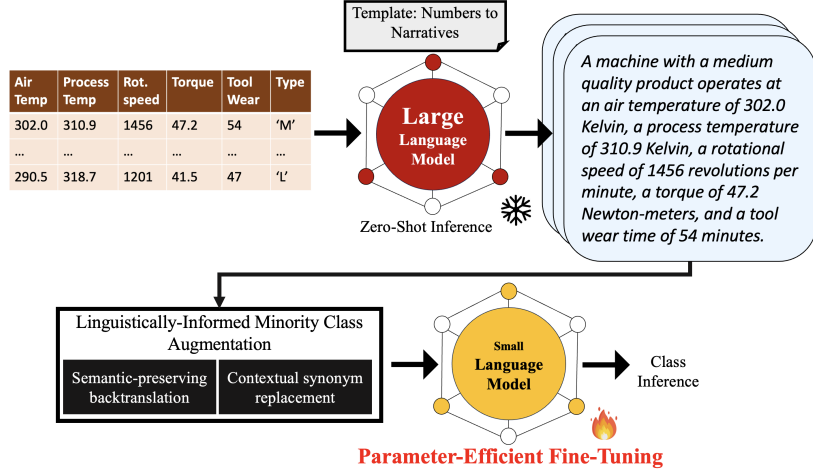 Template: Numbers to
Narratives
Air Temp Process Temp Rot. speed Torque Tool Wear Type
302.0 310.9 1456 47.2 54 'M'
... ... ... ... ... ...
290.5 318.7 1201 41.5 47 'L'
Large
Language
Model
Zero-Shot Inference
A machine with a medium
quality product operates at
an air temperature of 302.0
Kelvin, a process temperature
of 310.9 Kelvin, a rotational
speed of 1456 revolutions per
minute, a torque of 47.2
Newton-meters, and a tool
wear time of 54 minutes.
Linguistically-Informed Minority Class
Augmentation
Semantic-preserving
backtranslation
Contextual synonym
replacement
Small
Language
Model
Class
Inference
Parameter-Efficient Fine-Tuning